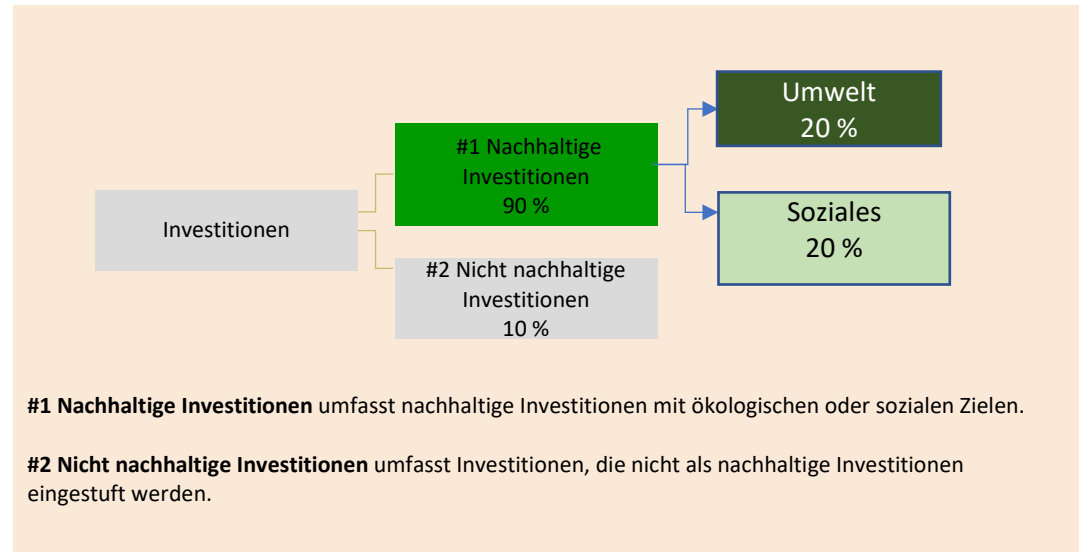 Umwelt
20 %
#1 Nachhaltige
Investitionen
90 %
Soziales
20 %
Investitionen
#2 Nicht nachhaltige
Investitionen
10 %
#1 Nachhaltige Investitionen umfasst nachhaltige Investitionen mit ökologischen oder sozialen Zielen.
#2 Nicht nachhaltige Investitionen umfasst Investitionen, die nicht als nachhaltige Investitionen
eingestuft werden.